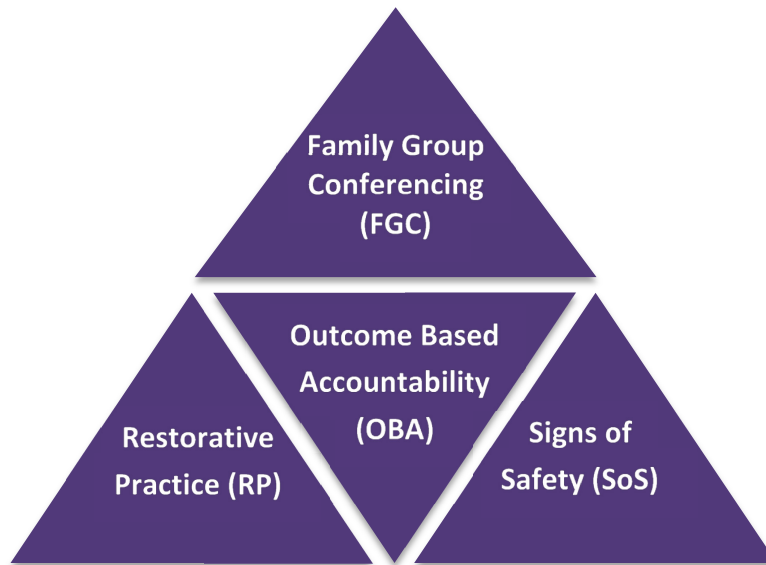 Family Group
Conferencing
(FGC)
Outcome Based
Accountability
(OBA)
Restorative
Practice (RP)
Signs of
Safety (SoS)